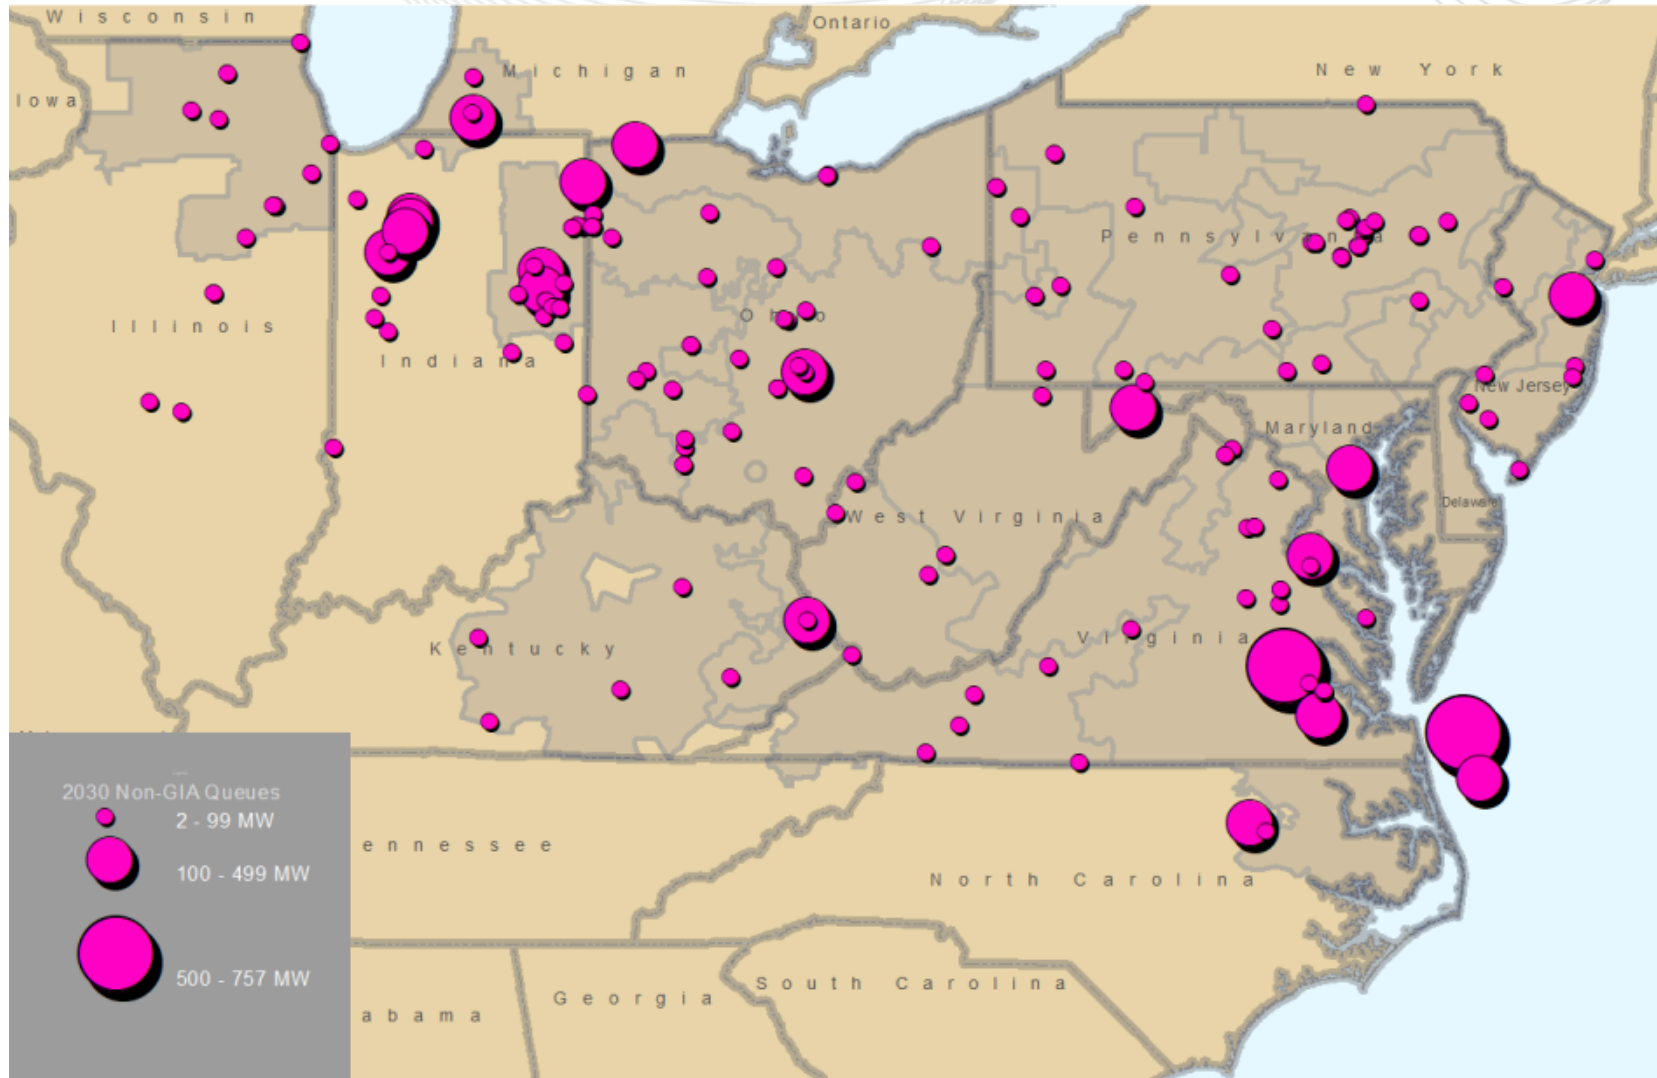 Wisconsin
Ontario
Michigan
New York
Iowa
Pennsylvania
Ohio
Illinois
Indiana
New Jersey
Maryland
Delaware
West Virginia
Virginia
Kentucky
2030 Non-GIA Queues
2 - 99 MW
100 - 499 MW
500 - 757 MW
ennessee
North Carolina
South Carolina
Georgia
abama